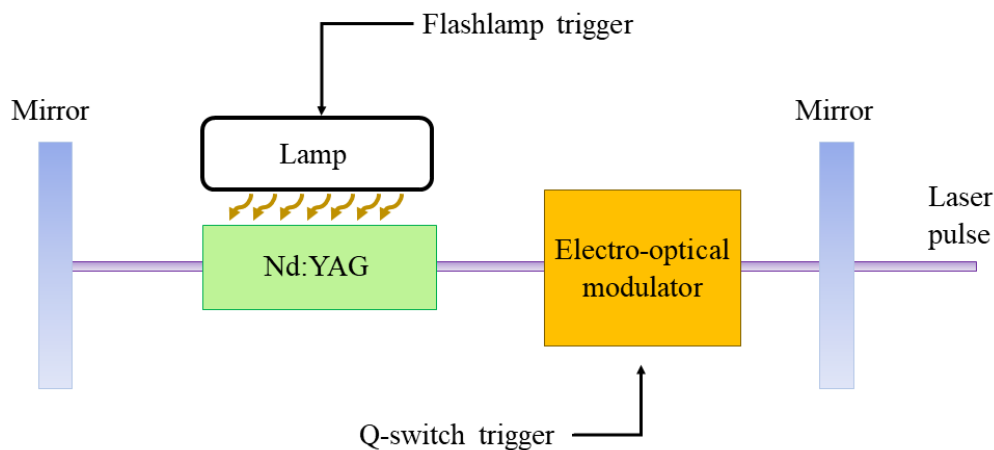 Flashlamp trigger
Mirror
Mirror
Lamp
Laser
pulse
Nd:YAG
Electro-optical
modulator
Q-switch trigger